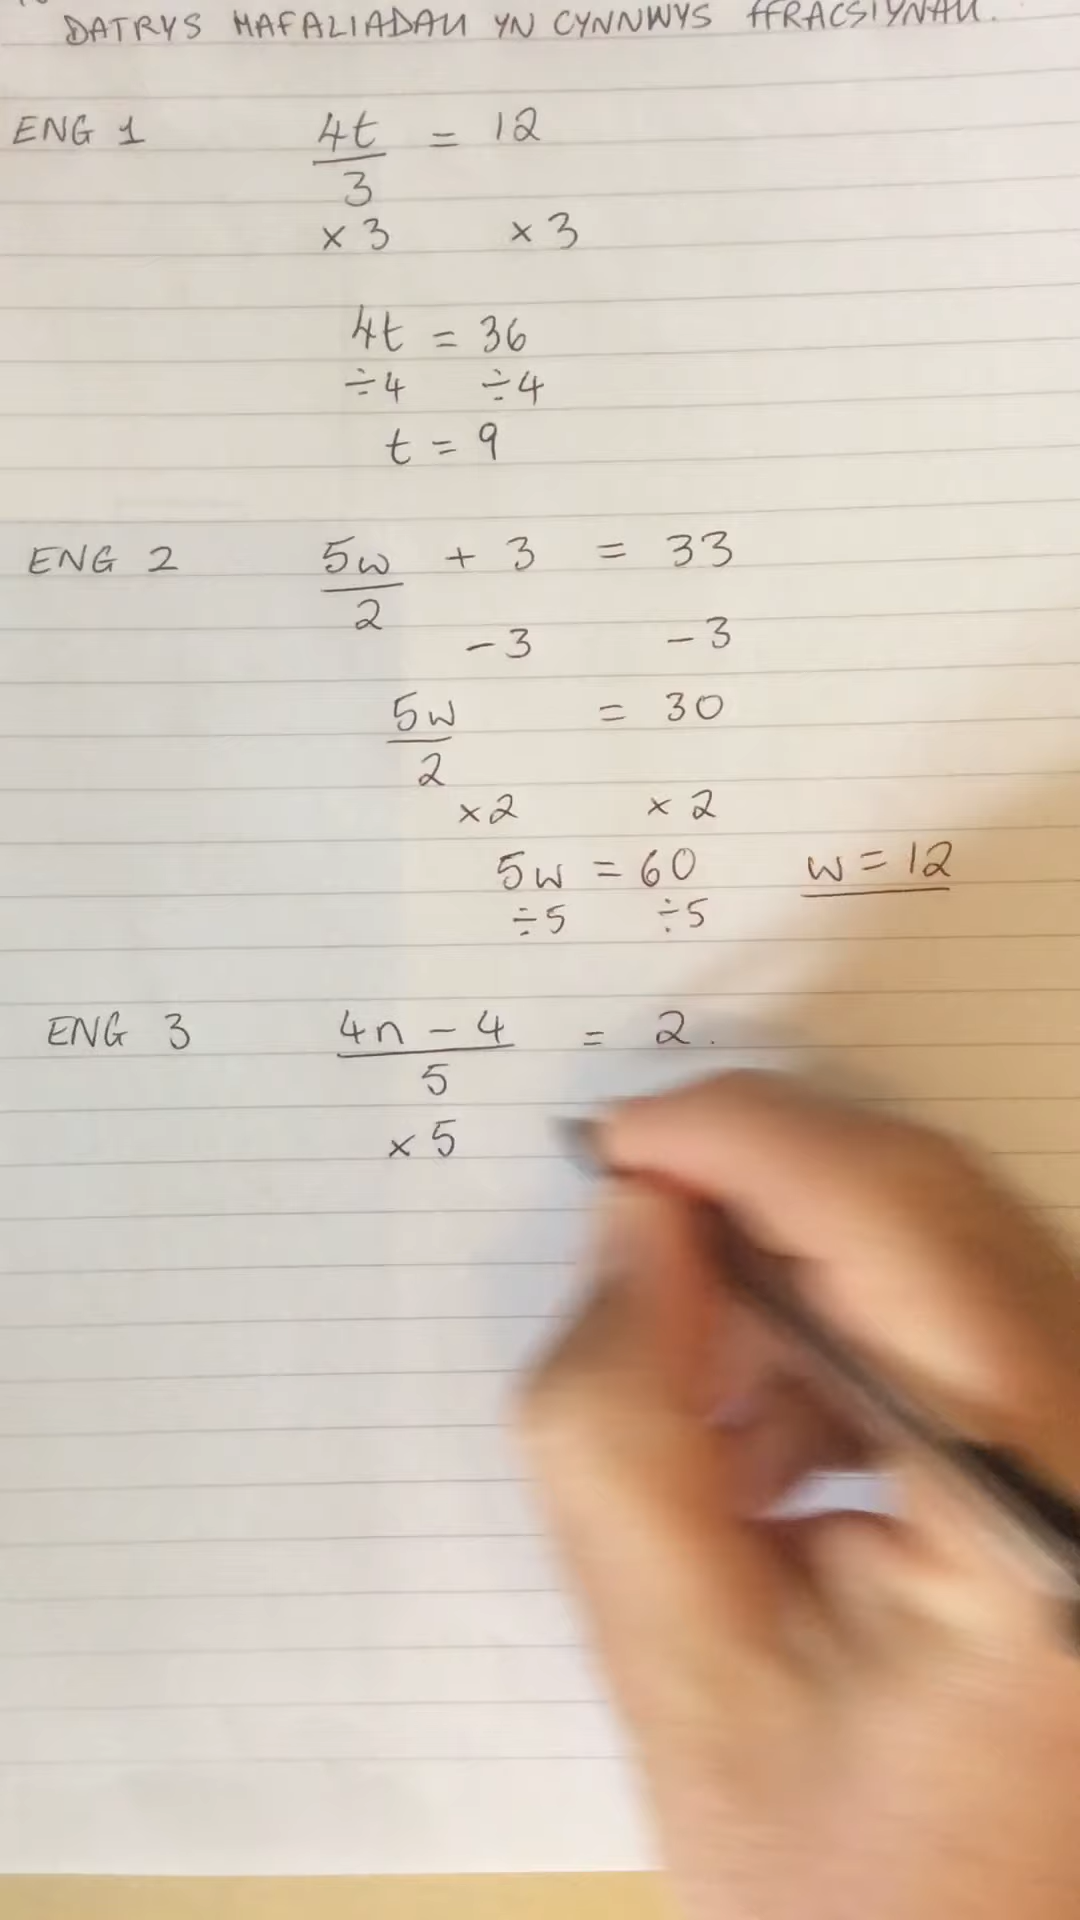 DATRYS HAFALIADAU YN CYNNWYS FFRACSIYNAU.
ENG 1 4t/3 = 12
×3 ×3
4t = 36
÷4 ÷4
t = 9
ENG 2 5w/2 + 3 = 33
-3 -3
5w/2 = 30
×2 ×2
5w = 60 w = 12
÷5 ÷5
ENG 3 4n - 4/5 = 2.
×5